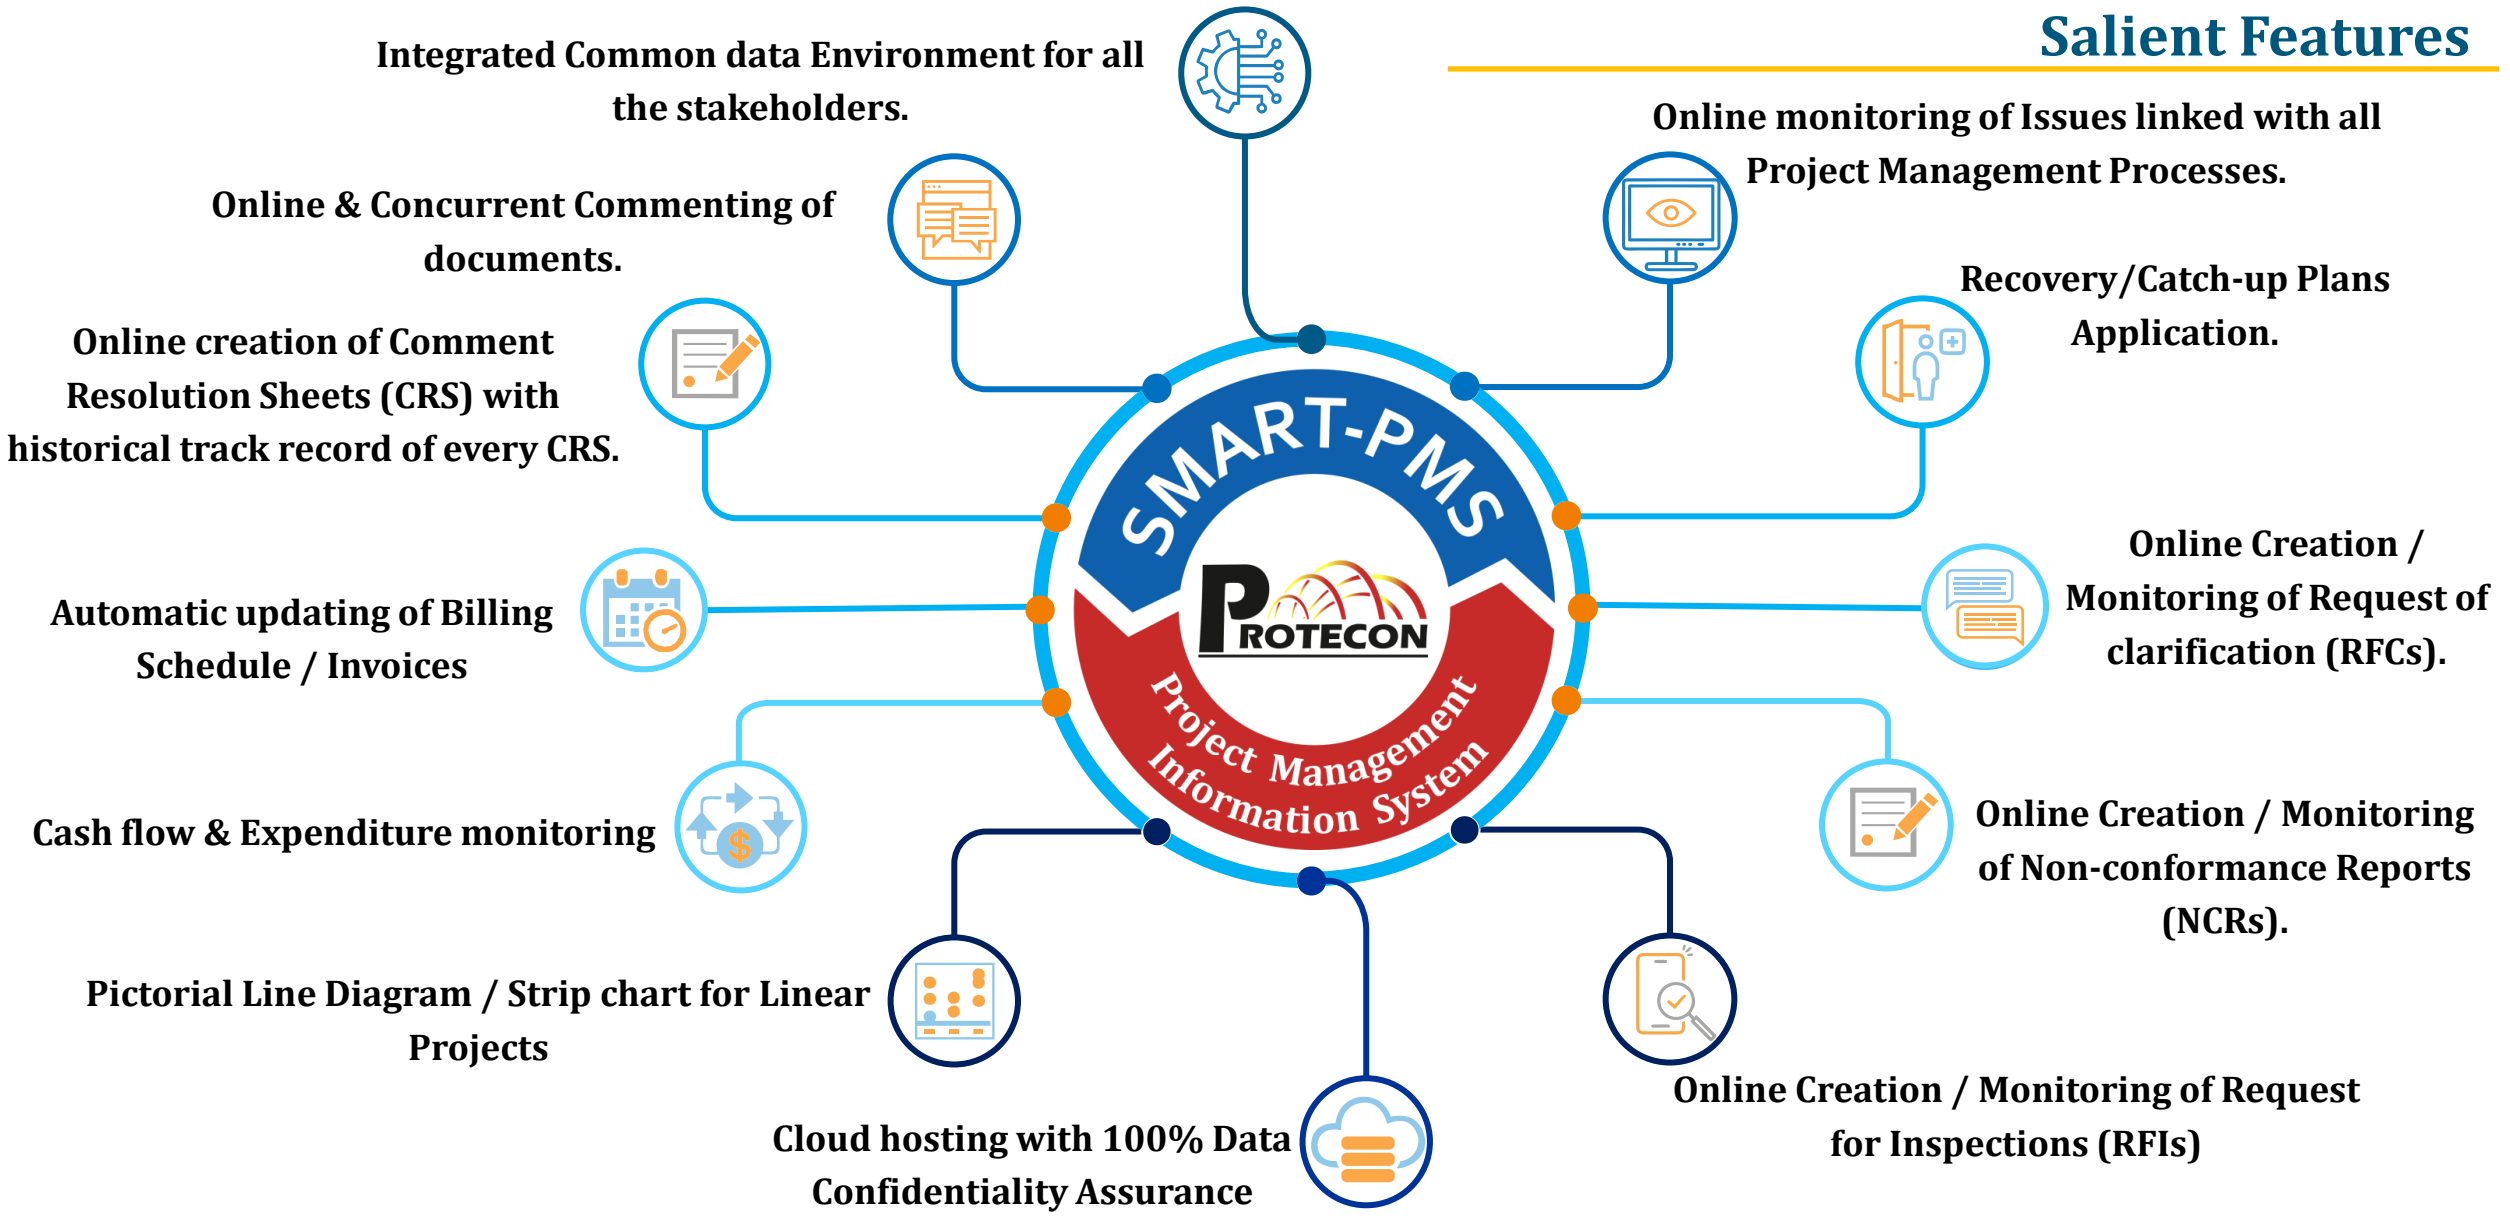 Salient Features
Integrated Common data Environment for all
the stakeholders.
Online & Concurrent Commenting of
documents.
Online creation of Comment
Resolution Sheets (CRS) with
historical track record of every CRS.
Automatic updating of Billing
Schedule / Invoices
Cash flow & Expenditure monitoring
Pictorial Line Diagram / Strip chart for Linear
Projects
Cloud hosting with 100% Data
Confidentiality Assurance
SMART-PMS
PROTECON
Project Management
Information System
$
Online monitoring of Issues linked with all
Project Management Processes.
Recovery/Catch-up Plans
Application.
Online Creation /
Monitoring of Request of
clarification (RFCs).
Online Creation / Monitoring
of Non-conformance Reports
(NCRs).
Online Creation / Monitoring of Request
for Inspections (RFIs)